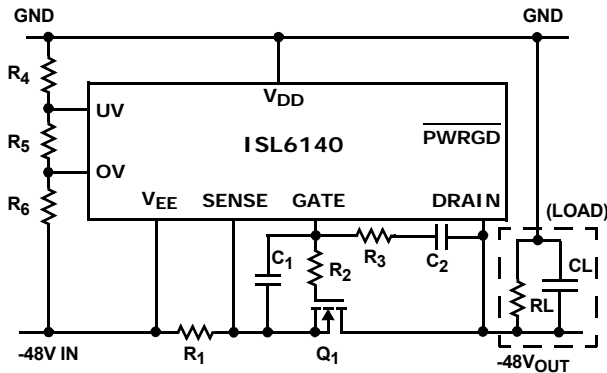 GND
GND
R4
R5
R6
VDD
UV
OV
ISL6140
PWRGD
VEE
SENSE
GATE
DRAIN
(LOAD)
C1
R2
R3
C2
RL
CL
-48V IN
R1
Q1
-48VOUT